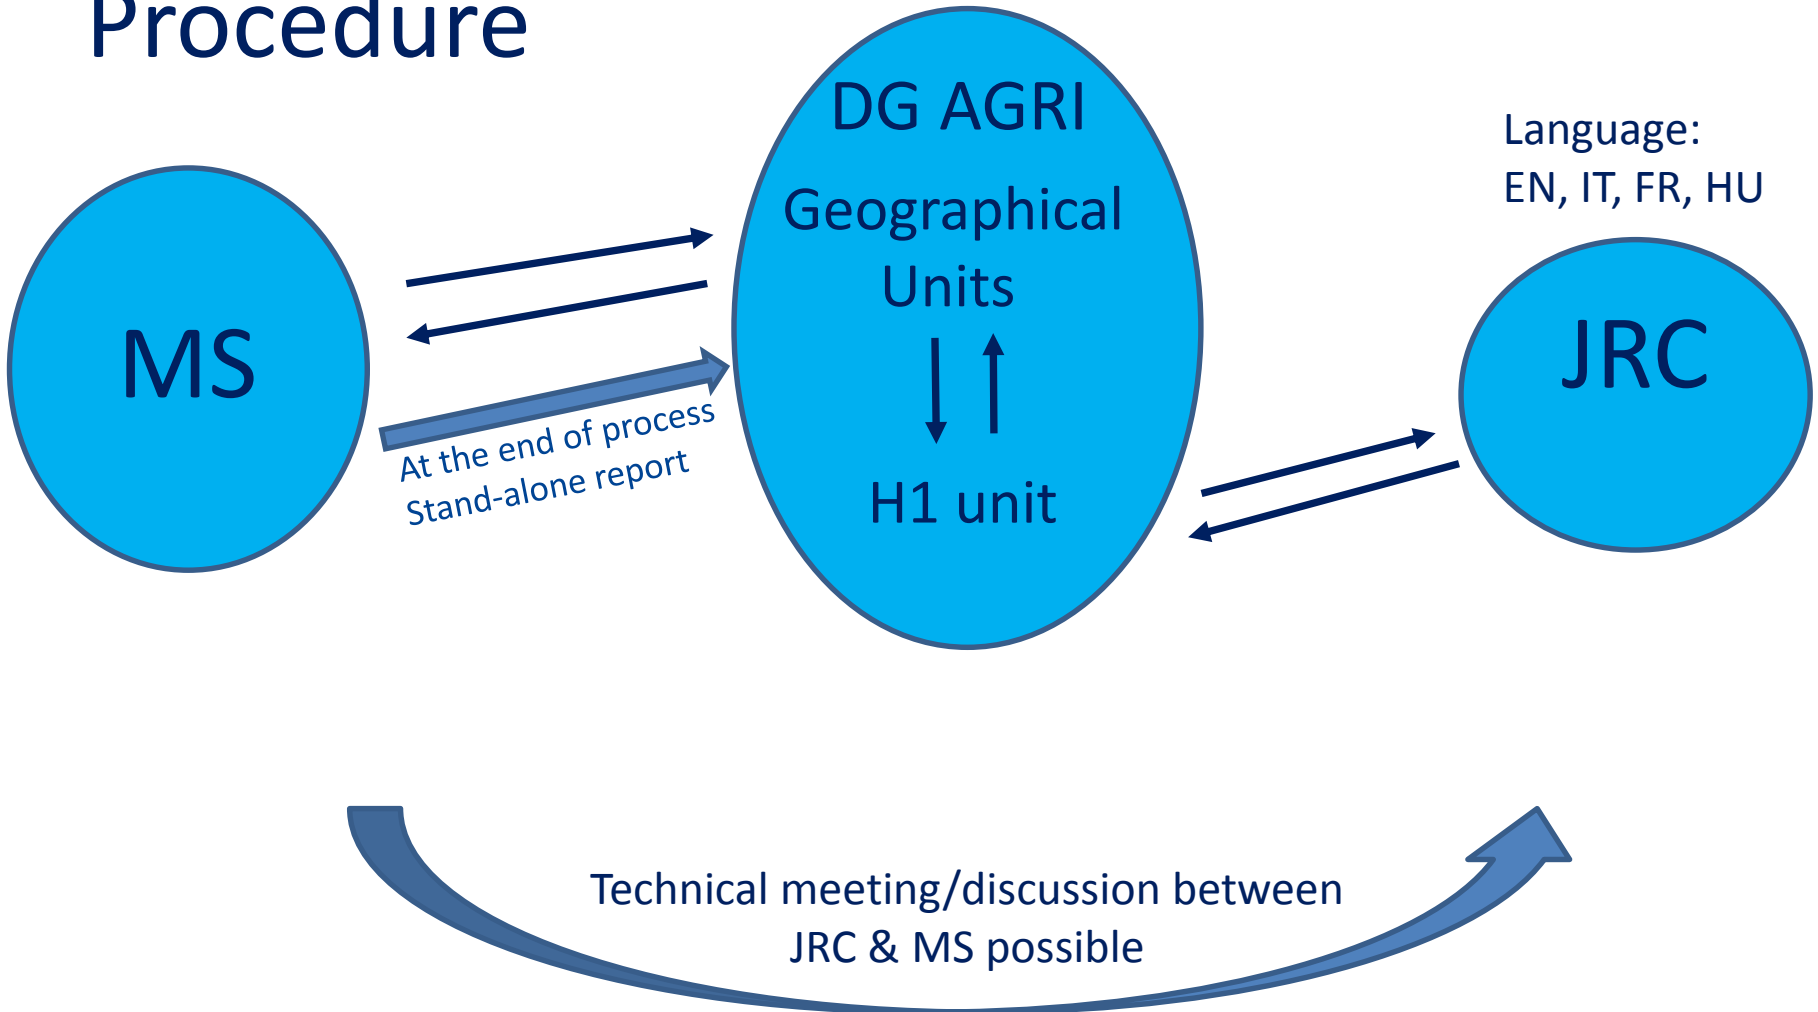 Procedure
DG AGRI
Geographical
Units
H1 unit
MS
At the end of process
Stand-alone report
Language:
EN, IT, FR, HU
JRC
Technical meeting/discussion between
JRC & MS possible